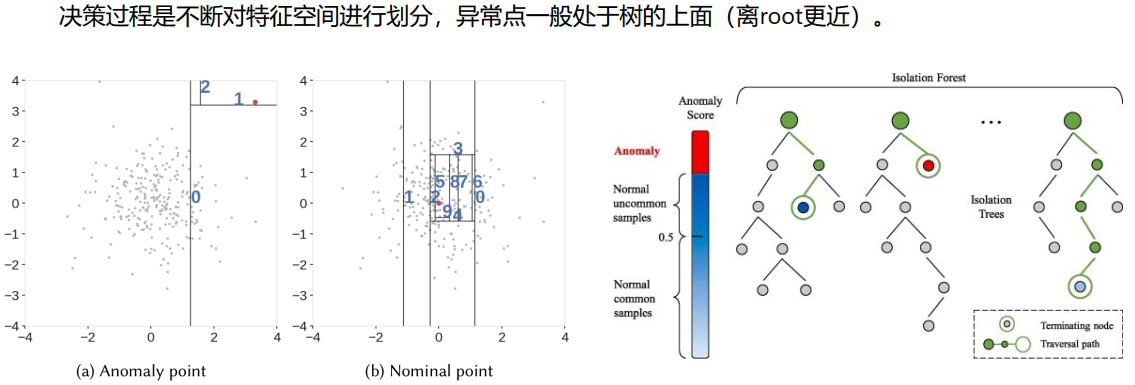 决策过程是不断对特征空间进行划分，异常点一般处于树的上面（离root更近）。
4
3
2
1
0
−1
−2
−3
−4
−4
−2
0
2
4
2
1
0
(a) Anomaly point
4
3
2
1
0
−1
−2
−3
−4
−4
−2
0
2
4
3
5
8
7
6
1
2
0
9
4
(b) Nominal point
Isolation Forest
Anomaly
Score
Anomaly
Normal
uncommon
samples
0.5
Normal
common
samples
...
Isolation
Trees
Terminating node
Traversal path